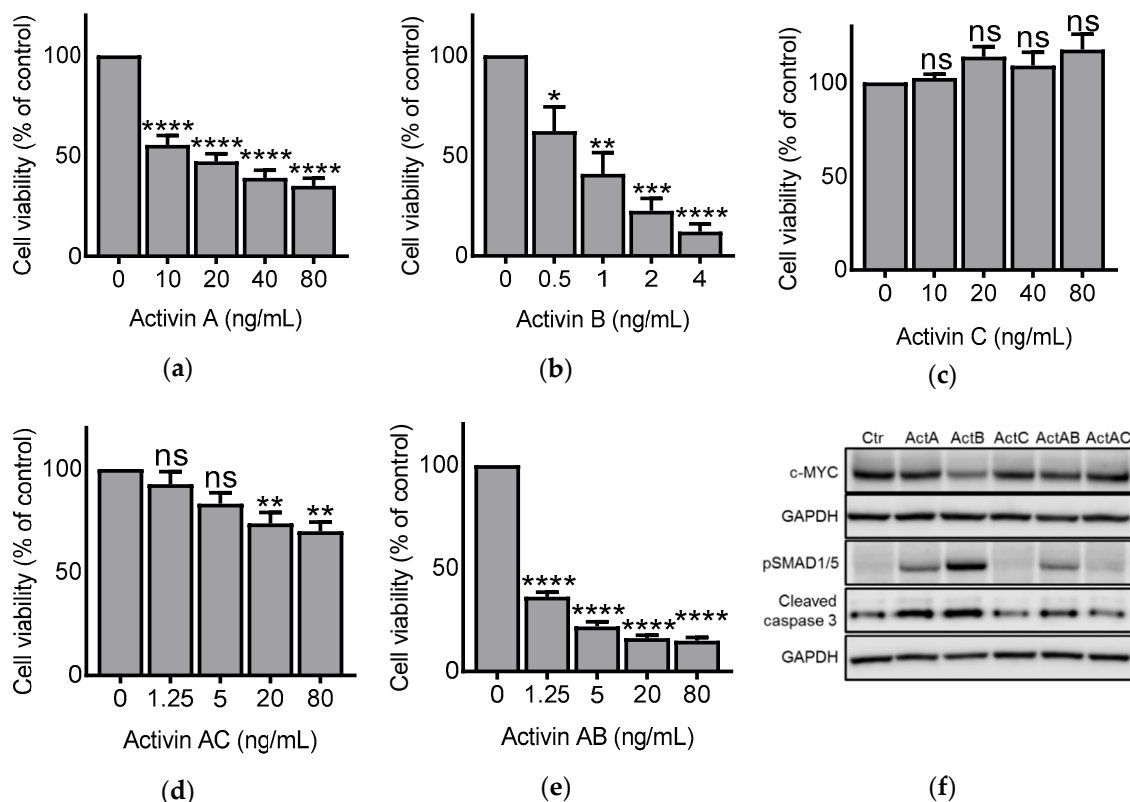 Cell viability (% of control)
100
50
0
****
****
****
****
0 10 20 40 80
Activin A (ng/mL)
(a)
Cell viability (% of control)
100
50
0
*
**
***
****
0 0.5 1 2 4
Activin B (ng/mL)
(b)
Cell viability (% of control)
100
50
0
ns
ns
ns
ns
0 10 20 40 80
Activin C (ng/mL)
(c)
Cell viability (% of control)
100
50
0
ns
ns
**
**
0 1.25 5 20 80
Activin AC (ng/mL)
(d)
Cell viability (% of control)
100
50
0
****
****
****
****
0 1.25 5 20 80
Activin AB (ng/mL)
(e)
Ctr ActA ActB ActC ActAB ActAC
c-MYC
GAPDH
pSMAD1/5
Cleaved
caspase 3
GAPDH
(f)